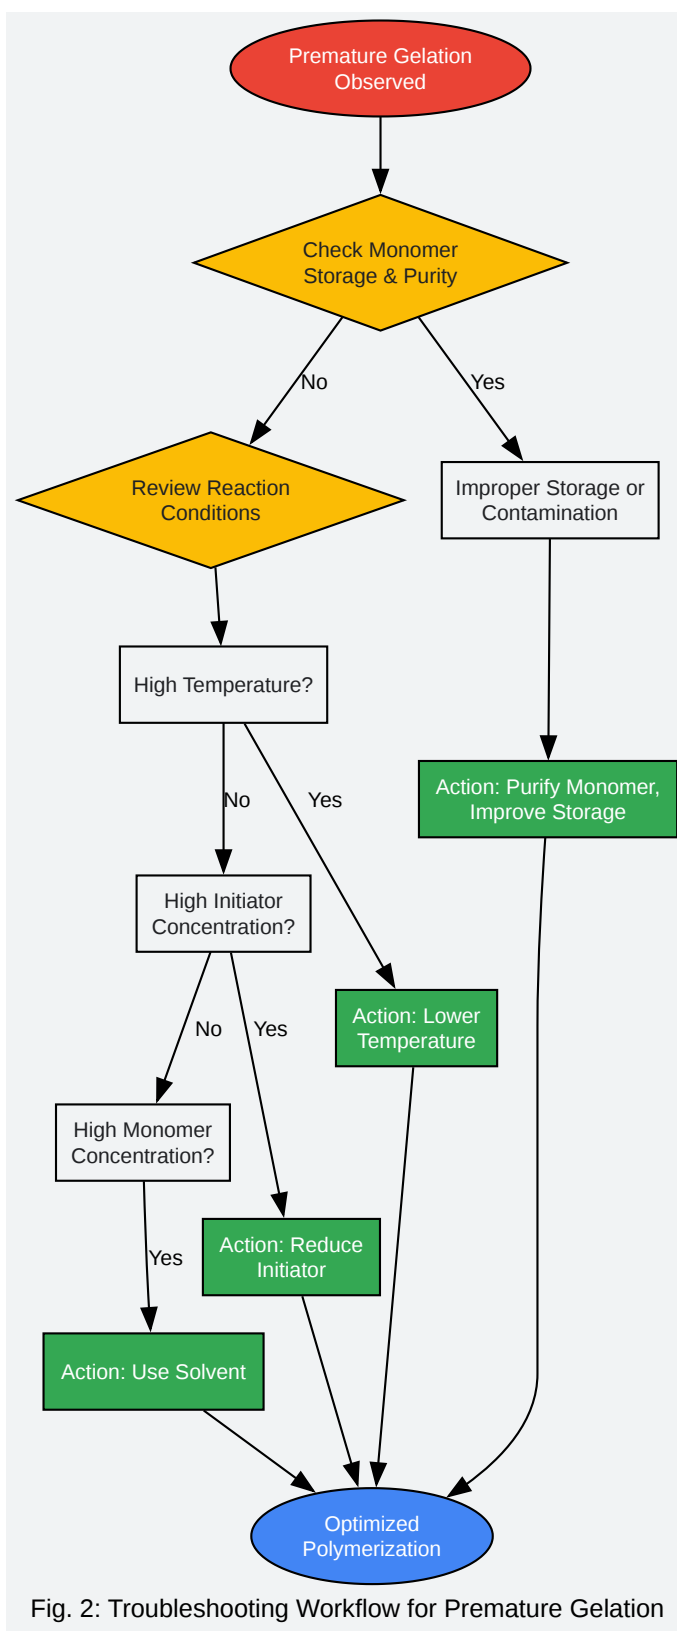 Premature Gelation
Observed
Check Monomer
Storage & Purity
No
Yes
Review Reaction
Conditions
Improper Storage or
Contamination
High Temperature?
Action: Purify Monomer,
Improve Storage
No
Yes
High Initiator
Concentration?
Action: Lower
Temperature
No
Yes
High Monomer
Concentration?
Action: Reduce
Initiator
Yes
Action: Use Solvent
Optimized
Polymerization
Fig. 2: Troubleshooting Workflow for Premature Gelation